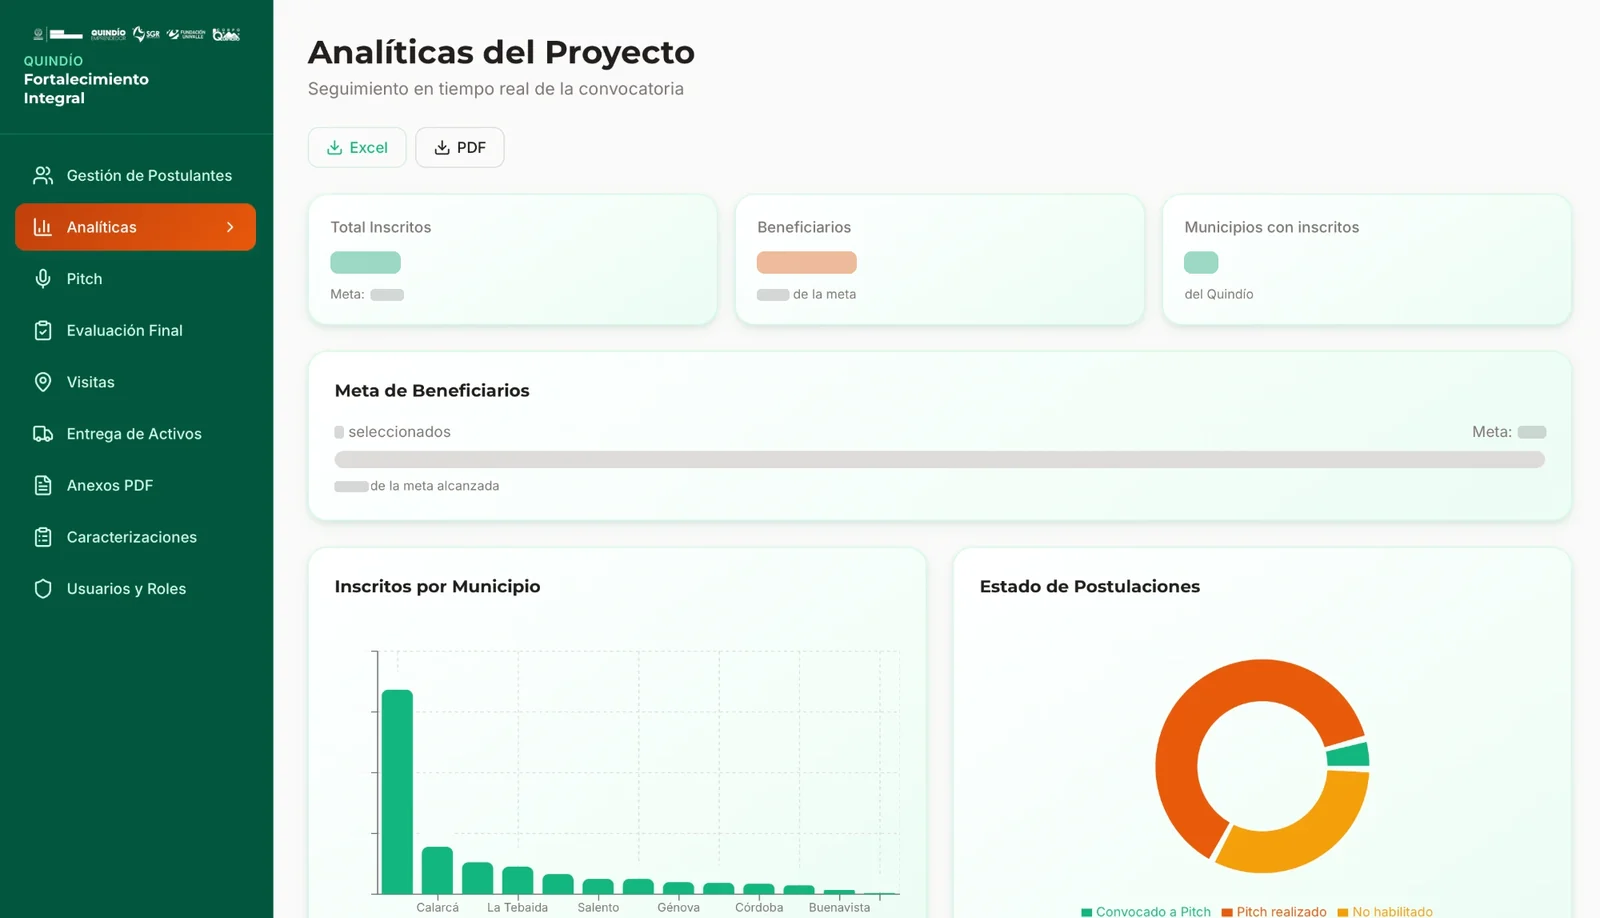 QUINDÍO
SGR
QUINDÍO
Fortalecimiento
Integral
Gestión de Postulantes
Analíticas
Pitch
Evaluación Final
Visitas
Entrega de Activos
Anexos PDF
Caracterizaciones
Usuarios y Roles
Analíticas del Proyecto
Seguimiento en tiempo real de la convocatoria
Excel
PDF
Total Inscritos
Meta:
Beneficiarios
de la meta
Municipios con inscritos
del Quindío
Meta de Beneficiarios
seleccionados
Meta:
de la meta alcanzada
Inscritos por Municipio
Calarcá La Tebaida Salento Génova Córdoba Buenavista
Estado de Postulaciones
Convocado a Pitch Pitch realizado No habilitado